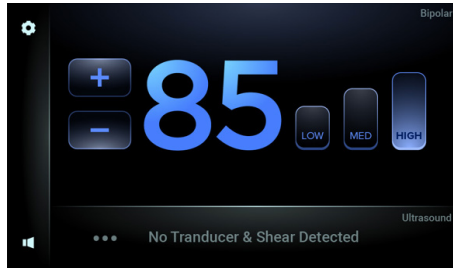 Bipolar
+
85
−
LOW
MED
HIGH
Ultrasound
••• No Tranducer & Shear Detected